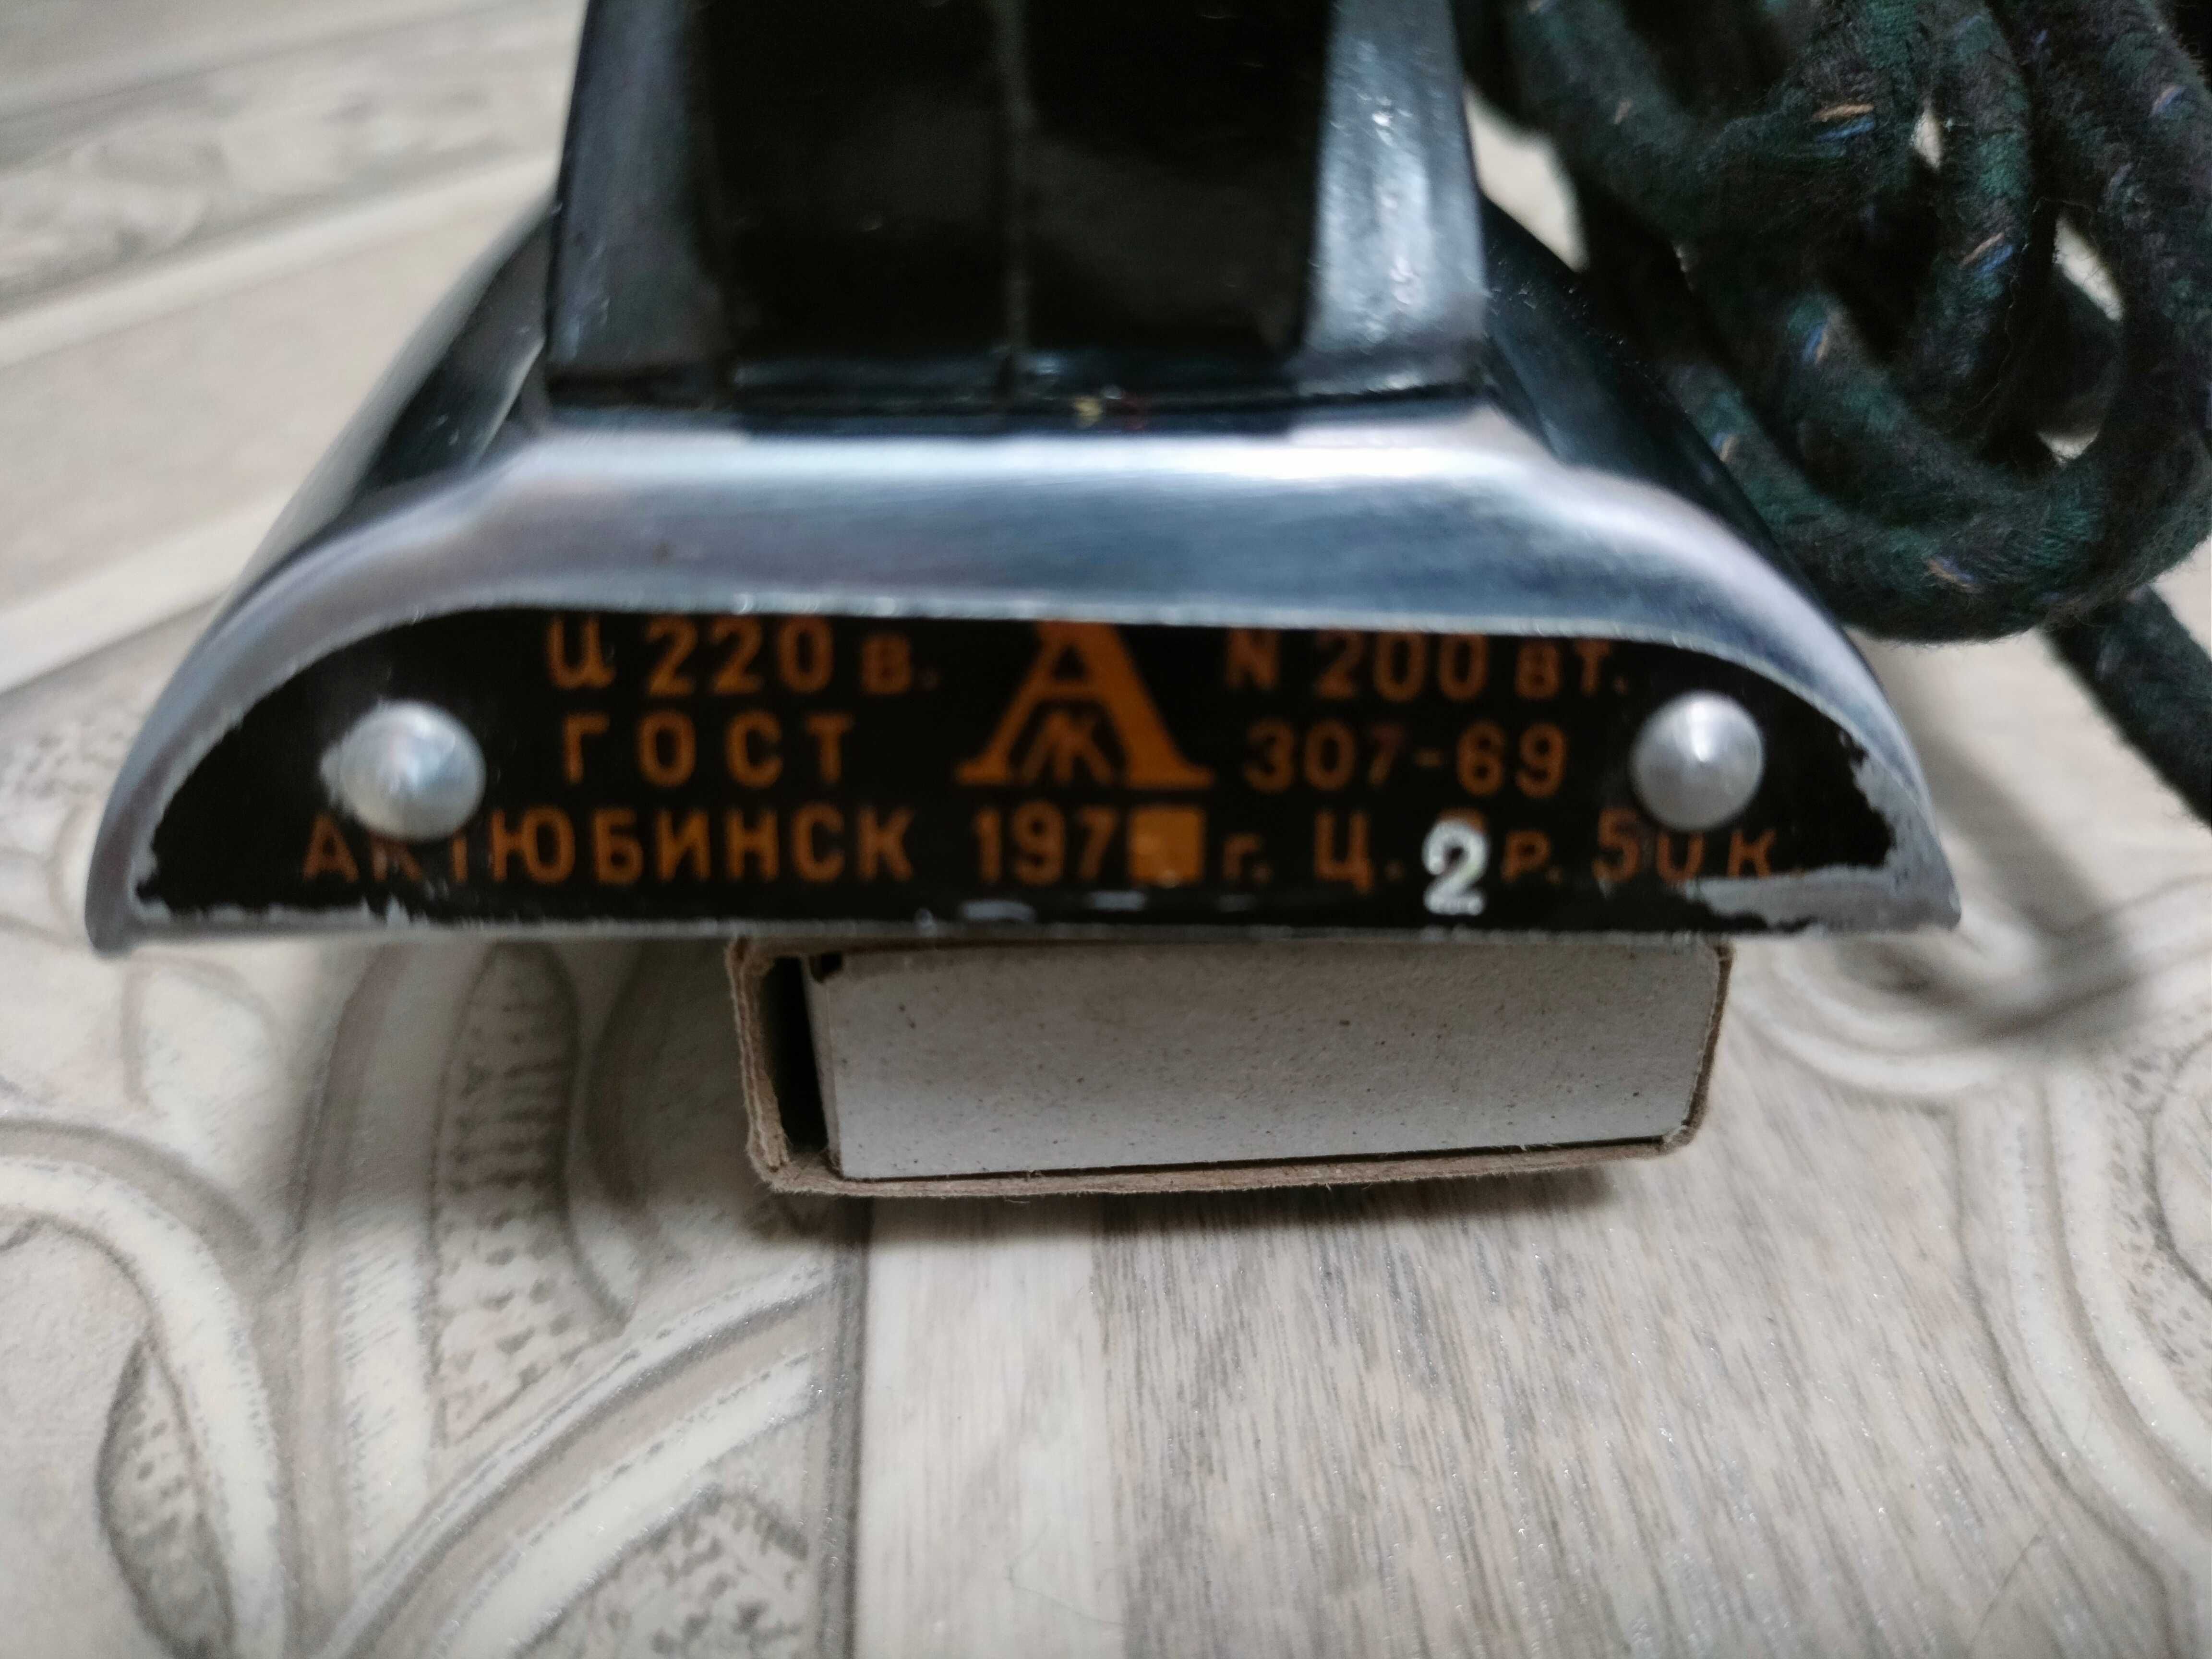 U 220 в. А N 200 вт.
ГОСТ Ж 307-69
АКТЮБИНСК 197 г. Ц. 2 р. 50 к.